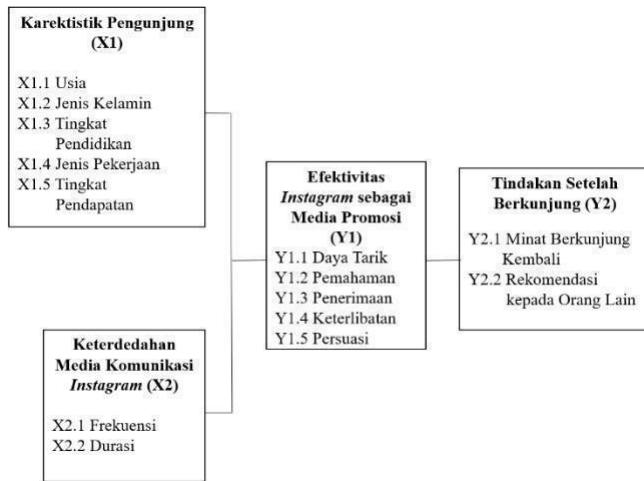 Karektistik Pengunjung
(X1)
X1.1 Usia
X1.2 Jenis Kelamin
X1.3 Tingkat
Pendidikan
X1.4 Jenis Pekerjaan
X1.5 Tingkat
Pendapatan
Keterdedahan
Media Komunikasi
Instagram (X2)
X2.1 Frekuensi
X2.2 Durasi
Efektivitas
Instagram sebagai
Media Promosi
(Y1)
Y1.1 Daya Tarik
Y1.2 Pemahaman
Y1.3 Penerimaan
Y1.4 Keterlibatan
Y1.5 Persuasi
Tindakan Setelah
Berkunjung (Y2)
Y2.1 Minat Berkunjung
Kembali
Y2.2 Rekomendasi
kepada Orang Lain